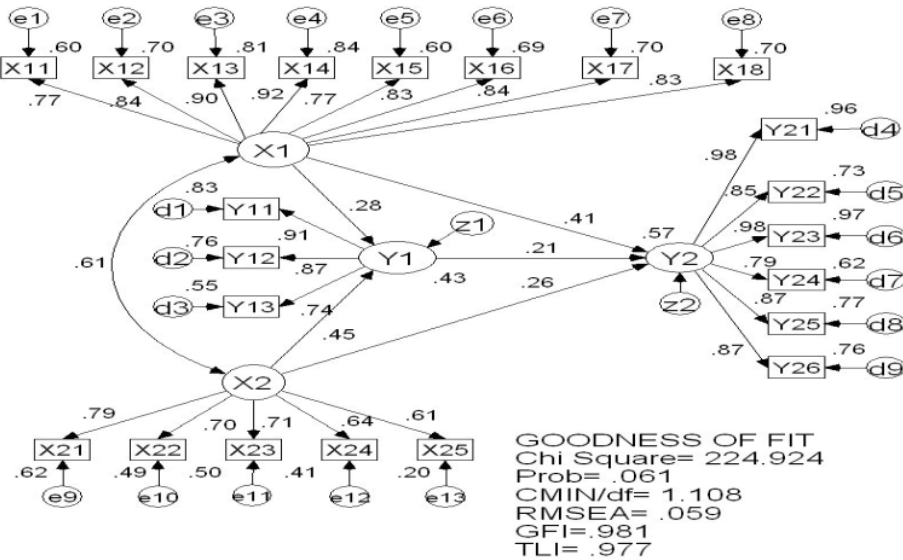 e1 e2 e3 e4 e5 e6 e7 e8
.60 .70 .81 .84 .60 .69 .70 .70
X11 X12 X13 X14 X15 X16 X17 X18
.77 .84 .90 .92 .77 .83 .84 .83
X1
.96
Y21 d4
.98
.83
d1 Y11 .28 .41 .85 Y22 .73 d5
z1
.91 .57 .98 Y23 .97 d6
.61 d2 .76 Y12 Y1 .21 Y2
.87 .43 .26 .79 Y24 .62 d7
.55
d3 Y13 .74 z2
.87 Y25 .77 d8
.45
.87 Y26 .76 d9
X2
.79 .70 .71 .64 .61
X21 X22 X23 X24 X25
.62 .49 .50 .41 .20
e9 e10 e11 e12 e13
GOODNESS OF FIT
Chi Square= 224.924
Prob= .061
CMIN/df= 1.108
RMSEA= .059
GFI=.981
TLI= .977